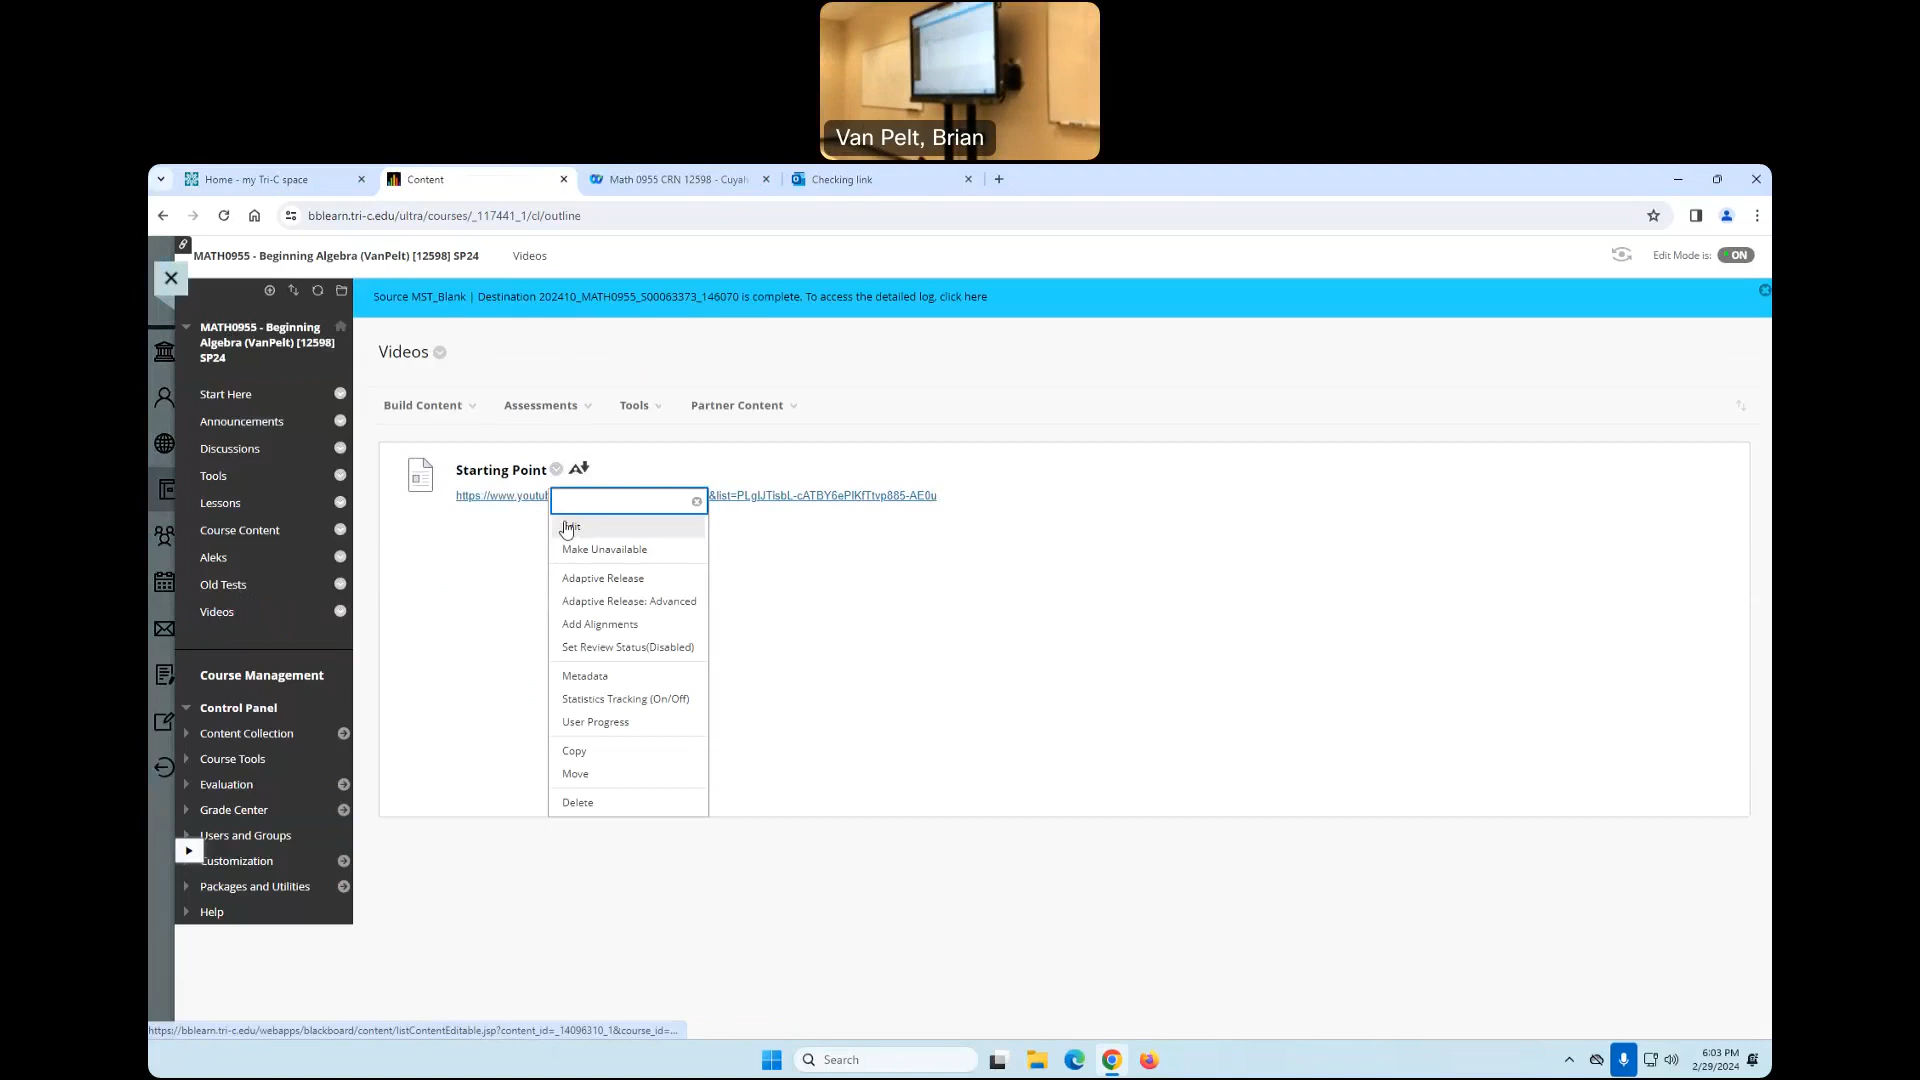 Van Pelt, Brian
Home - my Tri-C space
Content
Math 0955 CRN 12598 - Cuyah
Checking link
bblearn.tri-c.edu/ultra/courses/_117441_1/cl/outline
MATH0955 - Beginning Algebra (VanPelt) [12598] SP24
Videos
Edit Mode is:
ON
Source MST_Blank | Destination 202410_MATH0955_S00063373_146070 is complete. To access the detailed log, click here
MATH0955 - Beginning
Algebra (VanPelt) [12598]
SP24
Start Here
Announcements
Discussions
Tools
Lessons
Course Content
Aleks
Old Tests
Videos
Course Management
Control Panel
Content Collection
Course Tools
Evaluation
Grade Center
Users and Groups
Customization
Packages and Utilities
Help
Videos
Build Content
Assessments
Tools
Partner Content
Starting Point
https://www.youtub
&list=PLgIJTisbL-cATBY6ePIKfTtvp885-AE0u
Edit
Make Unavailable
Adaptive Release
Adaptive Release: Advanced
Add Alignments
Set Review Status(Disabled)
Metadata
Statistics Tracking (On/Off)
User Progress
Copy
Move
Delete
https://bblearn.tri-c.edu/webapps/blackboard/content/listContentEditable.jsp?content_id=_14096310_1&course_id=...
Search
6:03 PM
2/29/2024